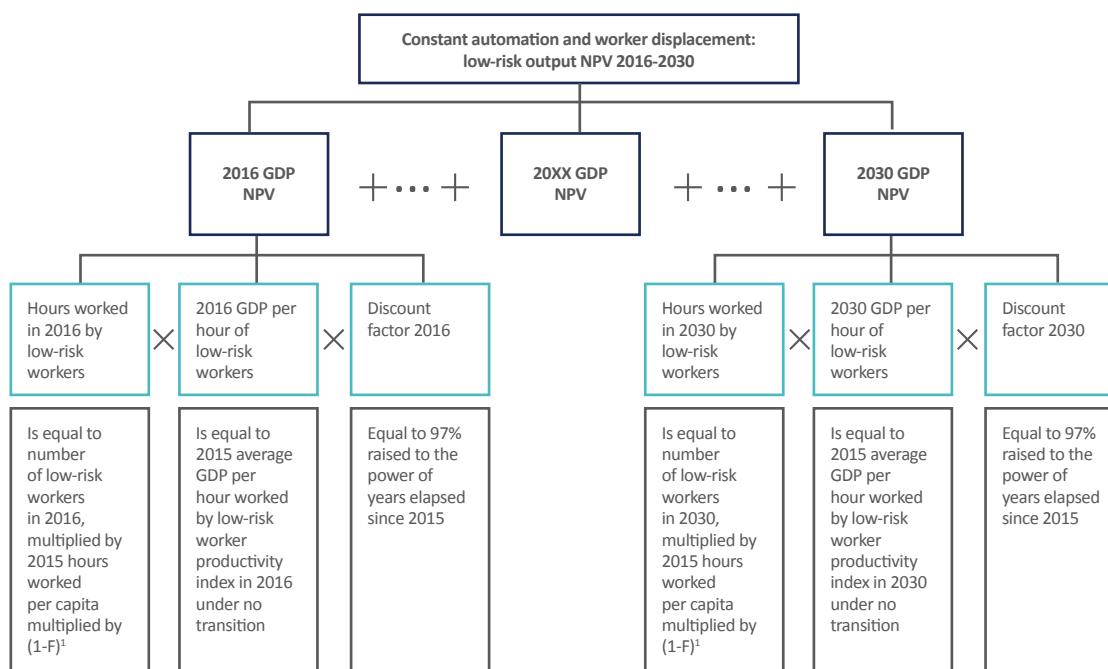 Constant automation and worker displacement:
low-risk output NPV 2016-2030
2016 GDP
NPV
+ ... +
20XX GDP
NPV
+ ... +
2030 GDP
NPV
Hours worked
in 2016 by
low-risk
workers
×
2016 GDP per
hour of
low-risk
workers
×
Discount
factor 2016
Hours worked
in 2030 by
low-risk
workers
×
2030 GDP per
hour of
low-risk
workers
×
Discount
factor 2030
Is equal to
number
of low-risk
workers
in 2016,
multiplied by
2015 hours
worked
per capita
multiplied by
(1-F)¹
Is equal to
2015 average
GDP per
hour worked
by low-risk
worker
productivity
index in 2016
under no
transition
Equal to 97%
raised to the
power of
years elapsed
since 2015
Is equal to
number
of low-risk
workers
in 2030,
multiplied by
2015 hours
worked
per capita
multiplied by
(1-F)¹
Is equal to
2015 average
GDP per
hour worked
by low-risk
worker
productivity
index in 2030
under no
transition
Equal to 97%
raised to the
power of
years elapsed
since 2015